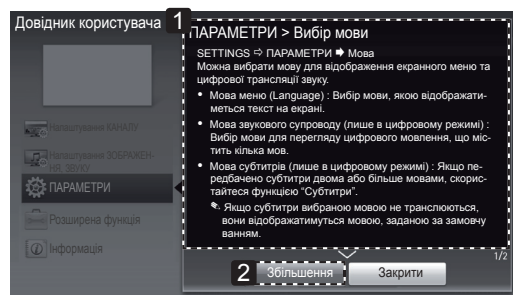 Довідник користувача
1
ПАРАМЕТРИ > Вибір мови
SETTINGS ⇨ ПАРАМЕТРИ ➡ Мова
Можна вибрати мову для відображення екранного меню та
цифрової трансляції звуку.
• Мова меню (Language) : Вибір мови, якою відображати-
меться текст на екрані.
• Мова звукового супроводу (лише в цифровому режимі) :
Вибір мови для перегляду цифрового мовлення, що міс-
тить кілька мов.
• Мова субтитрів (лише в цифровому режимі) : Якщо пе-
редбачено субтитри двома або більше мовами, скорис-
тайтеся функцією “Субтитри”.
Якщо субтитри вибраною мовою не транслюються,
вони відображатимуться мовою, заданою за замовчу
ванням.
Налаштування КАНАЛУ
Налаштування ЗОБРАЖЕН-
НЯ, ЗВУКУ
ПАРАМЕТРИ
Розширена функція
Інформація
1/2
2
Збільшення
Закрити